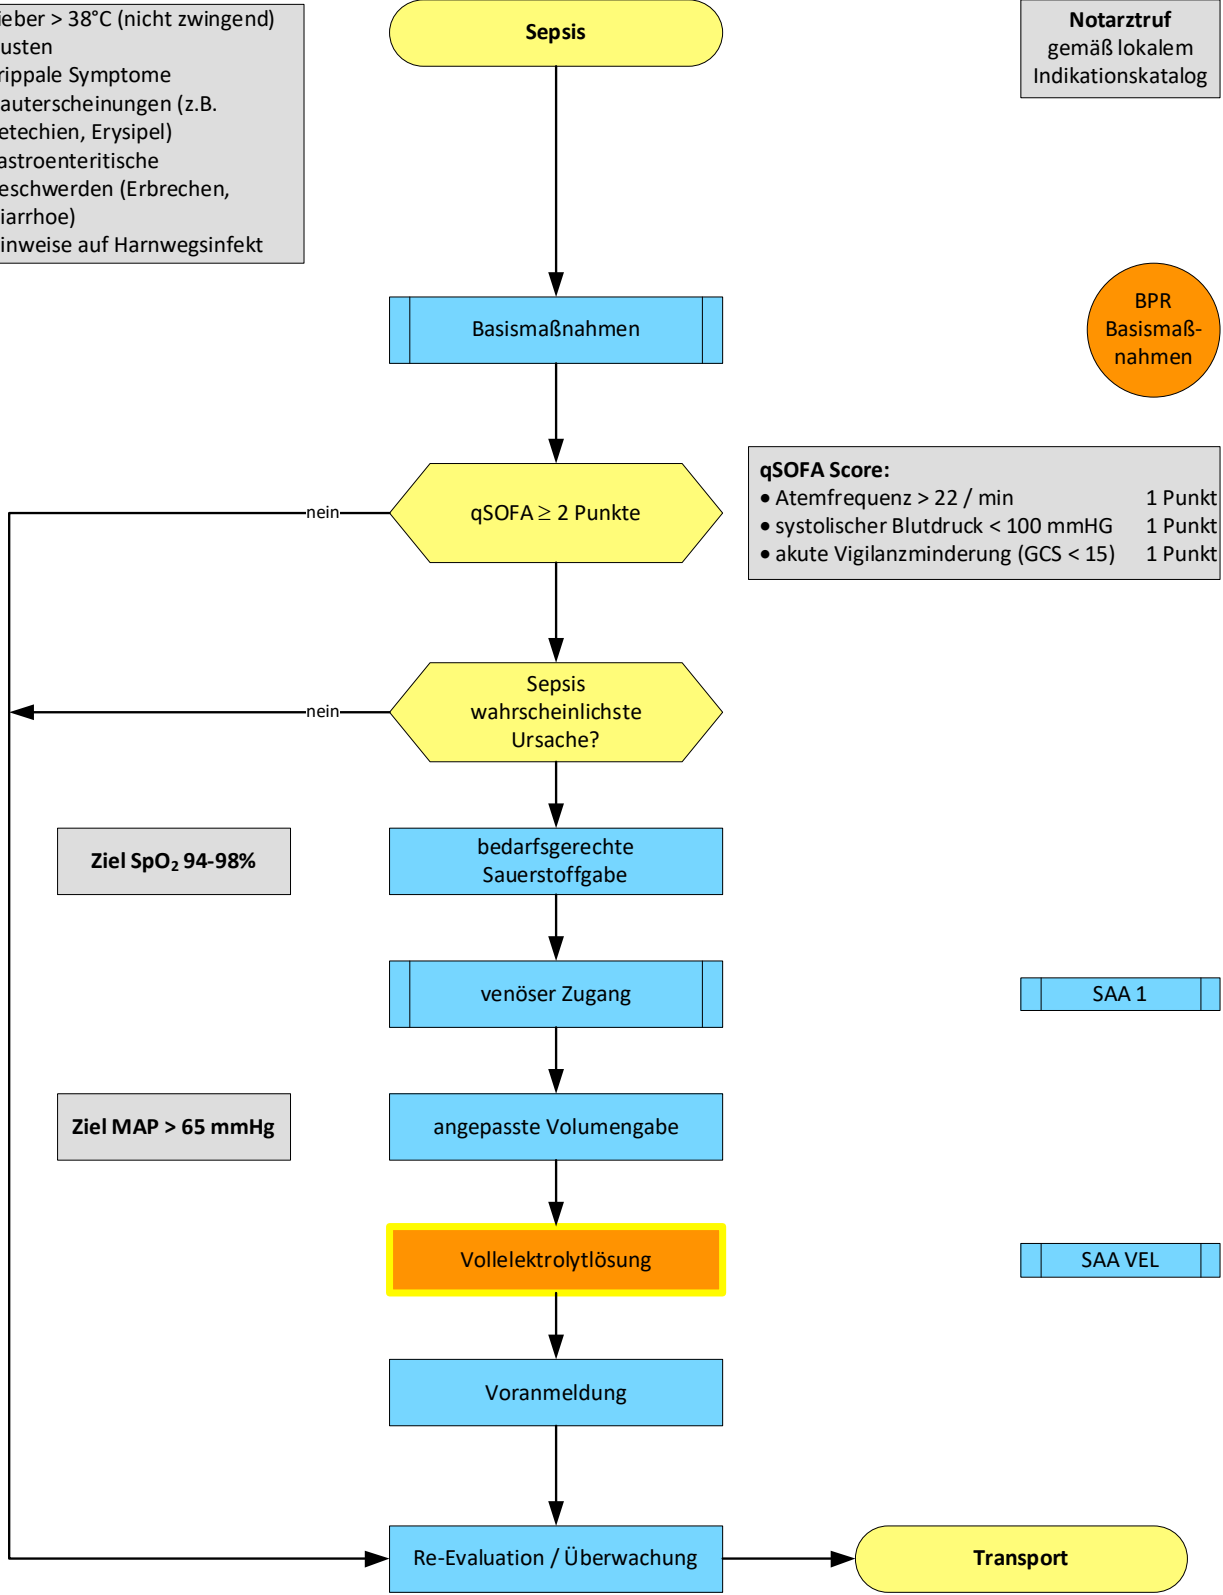 ieber > 38°C (nicht zwingend)
usten
rippale Symptome
auterscheinungen (z.B.
etechien, Erysipel)
astroenteritische
eschwerden (Erbrechen,
iarrhoe)
inweise auf Harnwegsinfekt
Sepsis
Notarztruf
gemäß lokalem
Indikationskatalog
Basismaßnahmen
BPR
Basismaß-
nahmen
nein
qSOFA ≥ 2 Punkte
qSOFA Score:
• Atemfrequenz > 22 / min 1 Punkt
• systolischer Blutdruck < 100 mmHG 1 Punkt
• akute Vigilanzminderung (GCS < 15) 1 Punkt
nein
Sepsis
wahrscheinlichste
Ursache?
Ziel SpO₂ 94-98%
bedarfsgerechte
Sauerstoffgabe
venöser Zugang
SAA 1
Ziel MAP > 65 mmHg
angepasste Volumengabe
Vollelektrolytlösung
SAA VEL
Voranmeldung
Re-Evaluation / Überwachung
Transport